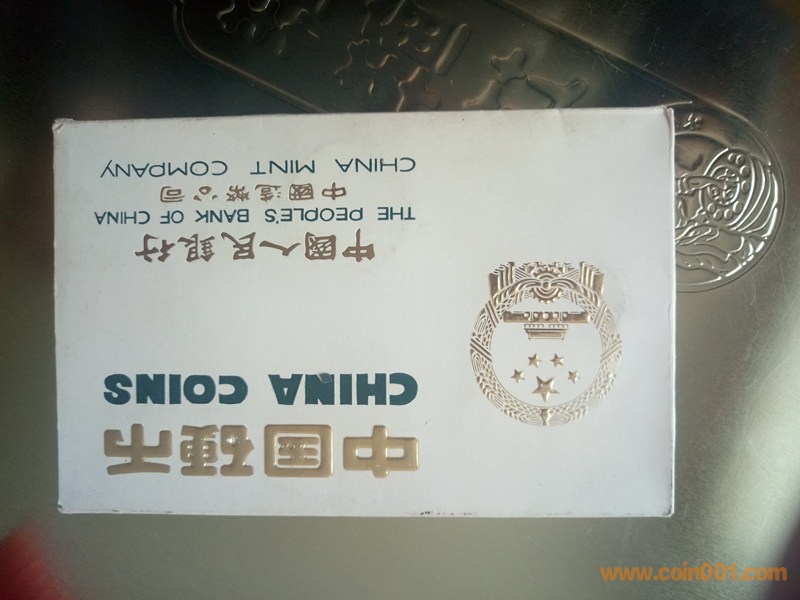 中国硬币
CHINA COINS
中國人民銀行
THE PEOPLE'S BANK OF CHINA
中國造幣公司
CHINA MINT COMPANY
www.coin001.com